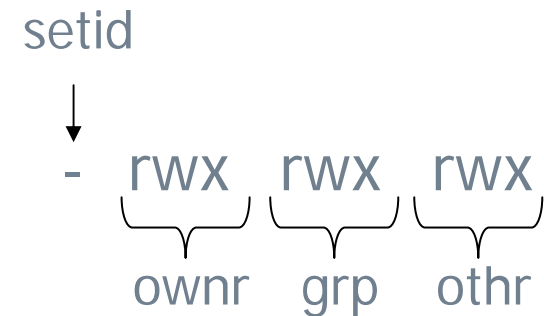 setid
- rwx rwx rwx
ownr grp othr